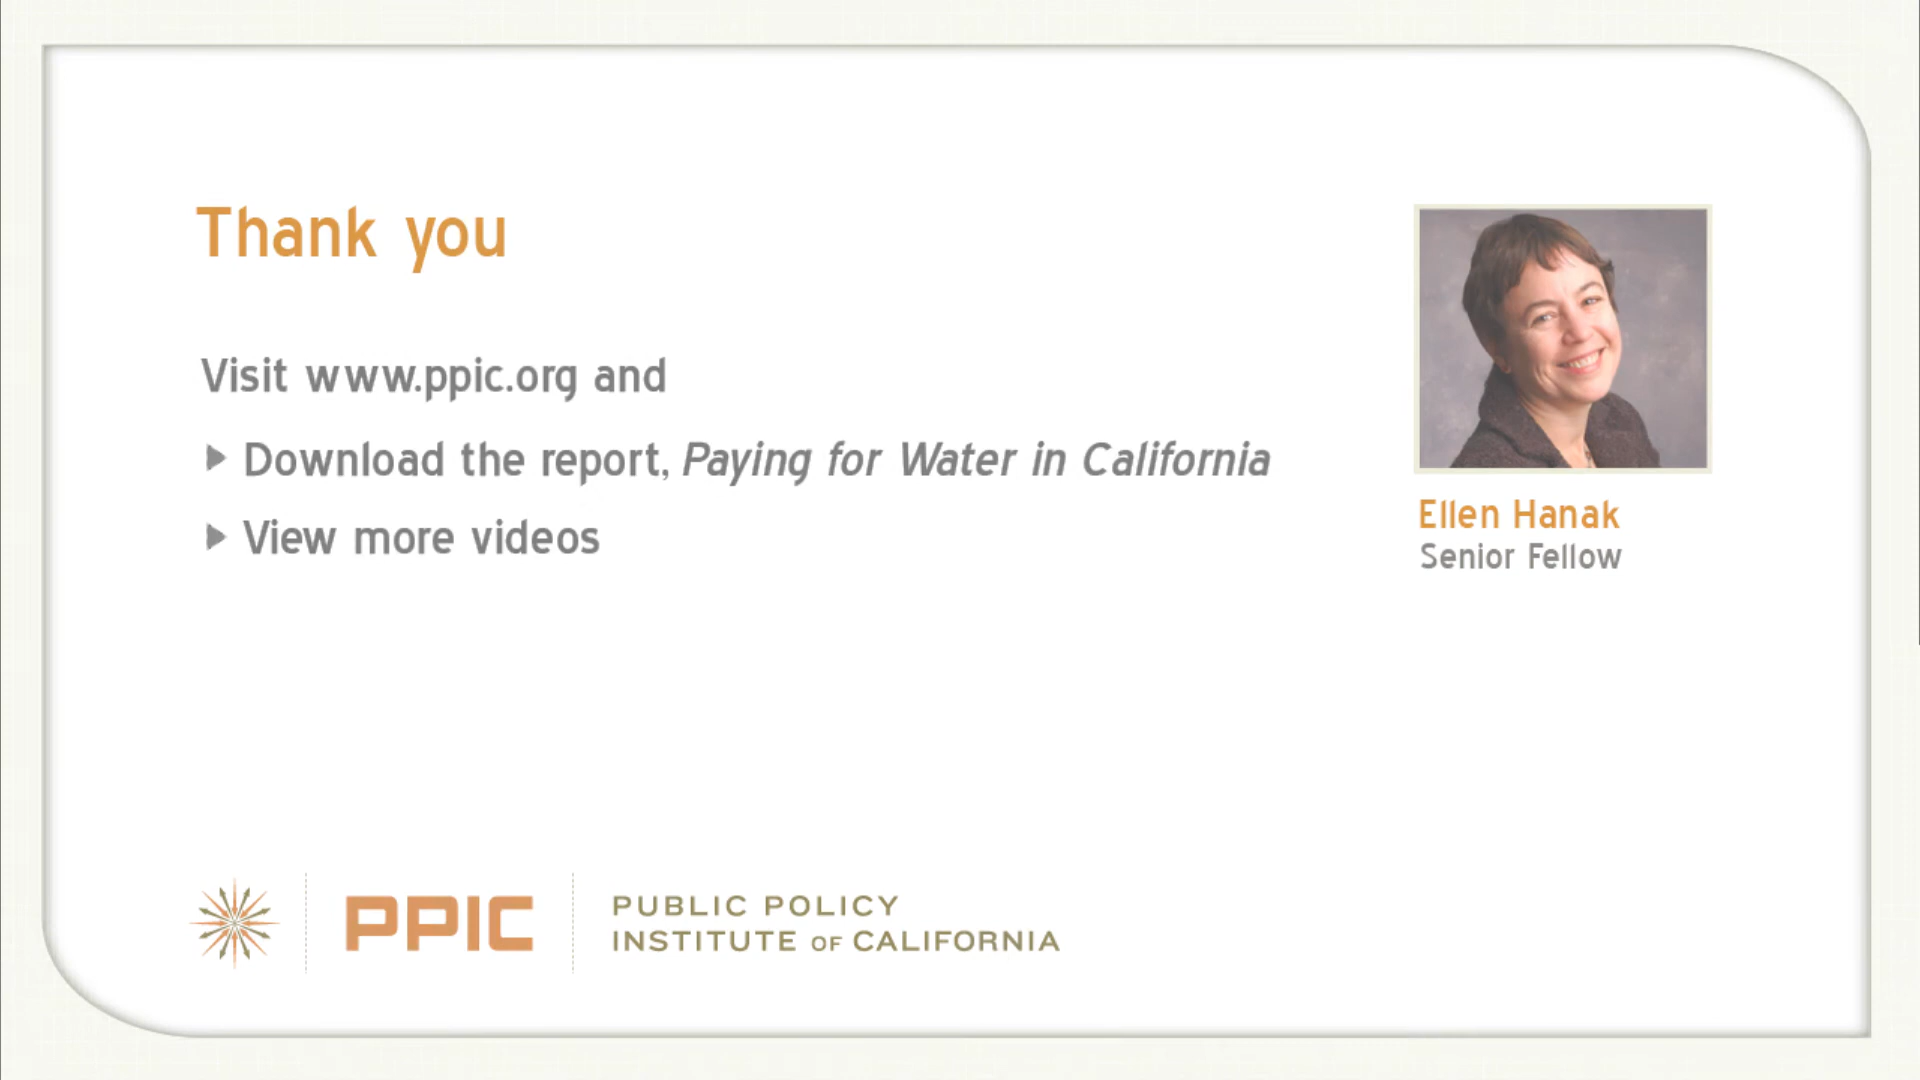 Thank you
Visit www.ppic.org and
Download the report, Paying for Water in California
View more videos
Ellen Hanak
Senior Fellow
PPIC
PUBLIC POLICY
INSTITUTE OF CALIFORNIA